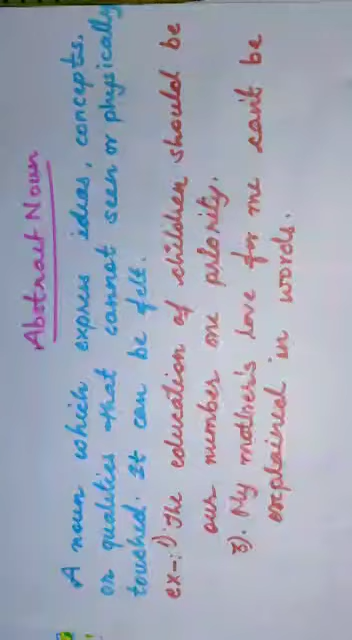 Abstract Noun
A noun which express ideas, concepts,
or qualities that cannot seen or physically
touched. It can be felt.
ex-:1) The education of children should be
our number one priority.
3). My mother's love for me can't be
explained in words.